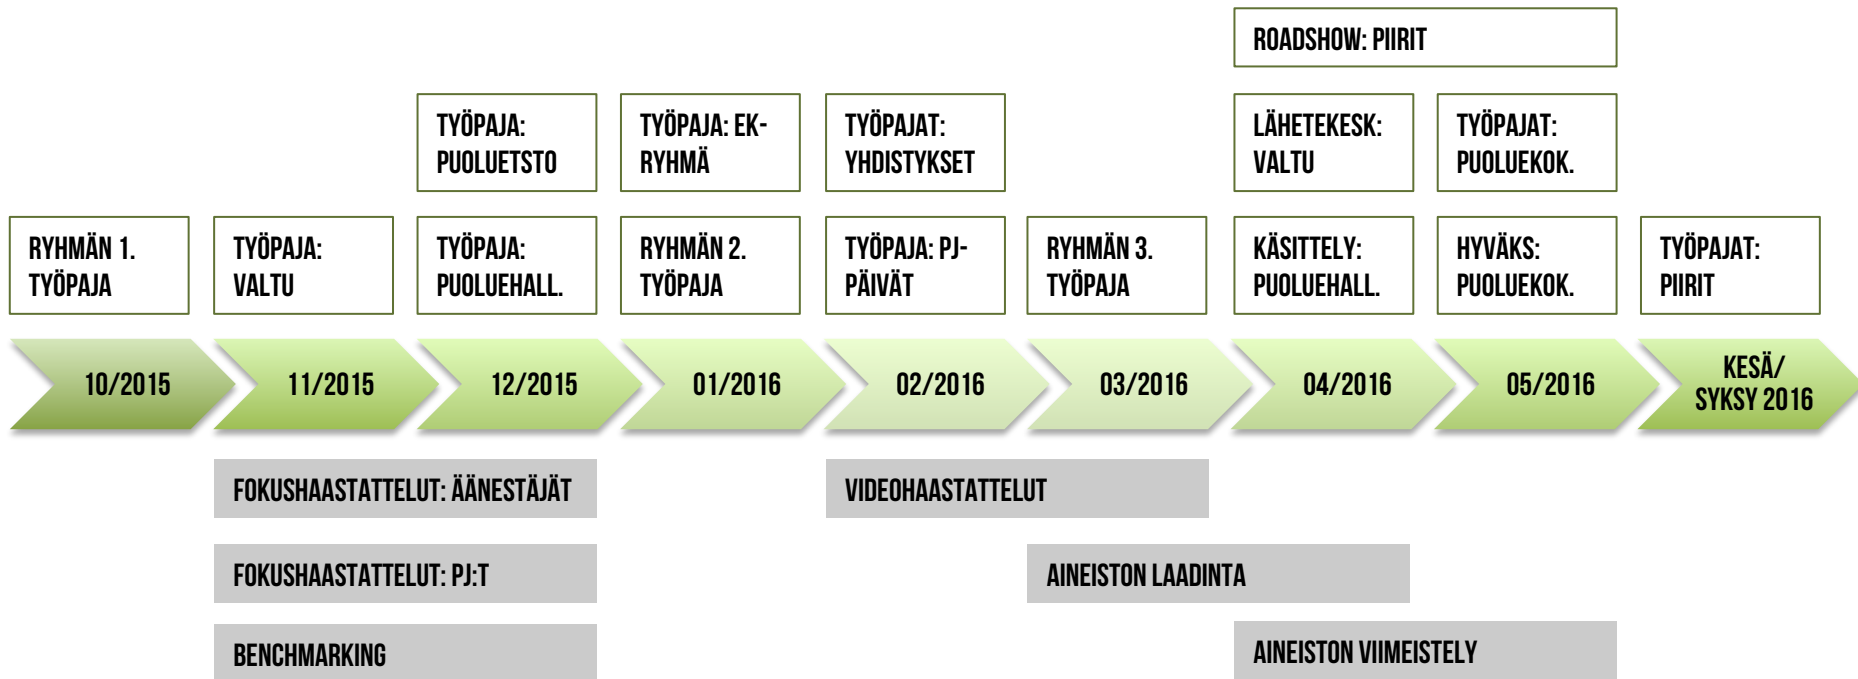 ROADSHOW: PIIRIT
TYÖPAJA:
PUOLUETSTO
TYÖPAJA: EK-
RYHMÄ
TYÖPAJAT:
YHDISTYKSET
LÄHETEKESK:
VALTU
TYÖPAJAT:
PUOLUEKOK.
RYHMÄN 1.
TYÖPAJA
TYÖPAJA:
VALTU
TYÖPAJA:
PUOLUEHALL.
RYHMÄN 2.
TYÖPAJA
TYÖPAJA: PJ-
PÄIVÄT
RYHMÄN 3.
TYÖPAJA
KÄSITTELY:
PUOLUEHALL.
HYVÄKS:
PUOLUEKOK.
TYÖPAJAT:
PIIRIT
10/2015
11/2015
12/2015
01/2016
02/2016
03/2016
04/2016
05/2016
KESÄ/
SYKSY 2016
FOKUSHAASTATTELUT: ÄÄNESTÄJÄT
VIDEOHAASTATTELUT
FOKUSHAASTATTELUT: PJ:T
AINEISTON LAADINTA
BENCHMARKING
AINEISTON VIIMEISTELY